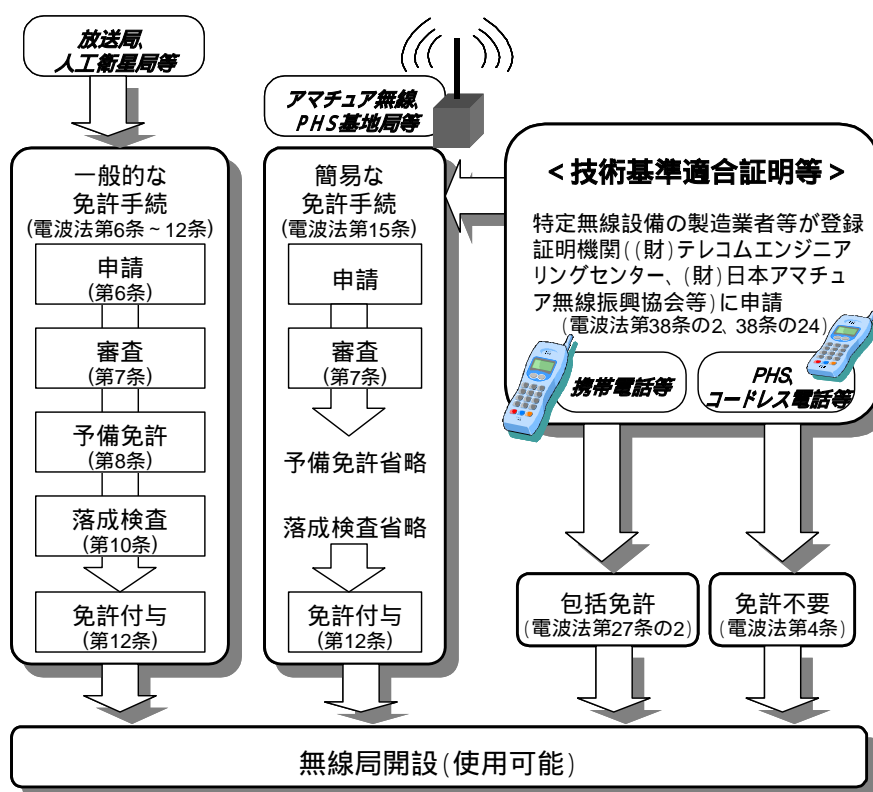 放送局、
人工衛星局等
アマチュア無線、
PHS基地局等
一般的な
免許手続
(電波法第6条~12条)
申請
(第6条)
審査
(第7条)
予備免許
(第8条)
落成検査
(第10条)
免許付与
(第12条)
簡易な
免許手続
(電波法第15条)
申請
審査
(第7条)
予備免許省略
落成検査省略
免許付与
(第12条)
<技術基準適合証明等>
特定無線設備の製造業者等が登録
証明機関((財)テレコムエンジニア
リングセンター、(財)日本アマチュ
ア無線振興協会等)に申請
(電波法第38条の2、38条の24)
携帯電話等
PHS、
コードレス電話等
包括免許
(電波法第27条の2)
免許不要
(電波法第4条)
無線局開設(使用可能)